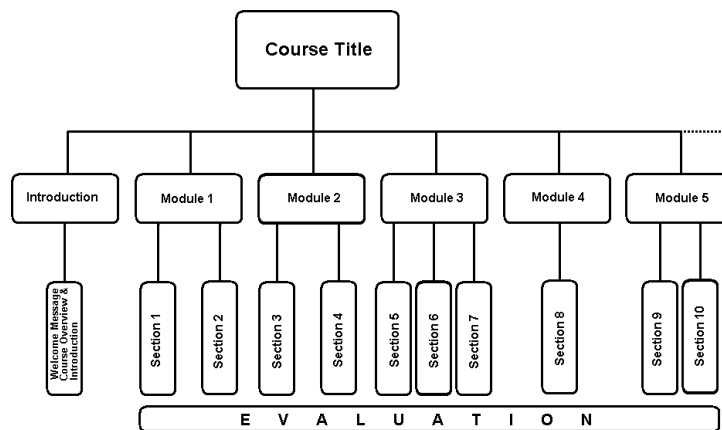 Course Title
Introduction
Module 1
Module 2
Module 3
Module 4
Module 5
Welcome Message
Course Overview &
Introduction
Section 1
Section 2
Section 3
Section 4
Section 5
Section 6
Section 7
Section 8
Section 9
Section 10
E V A L U A T I O N